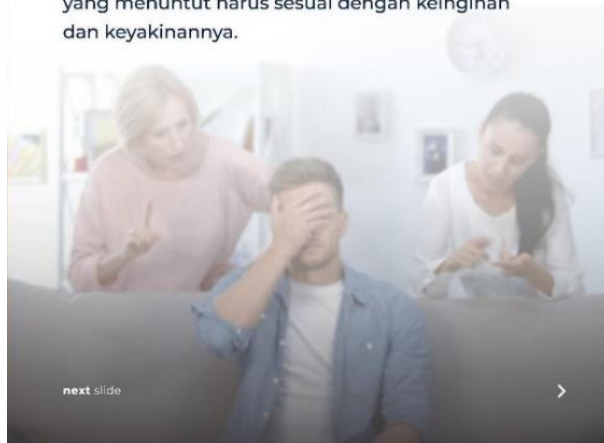 yang menuntut harus sesuai dengan keinginan
dan keyakinannya.
next slide